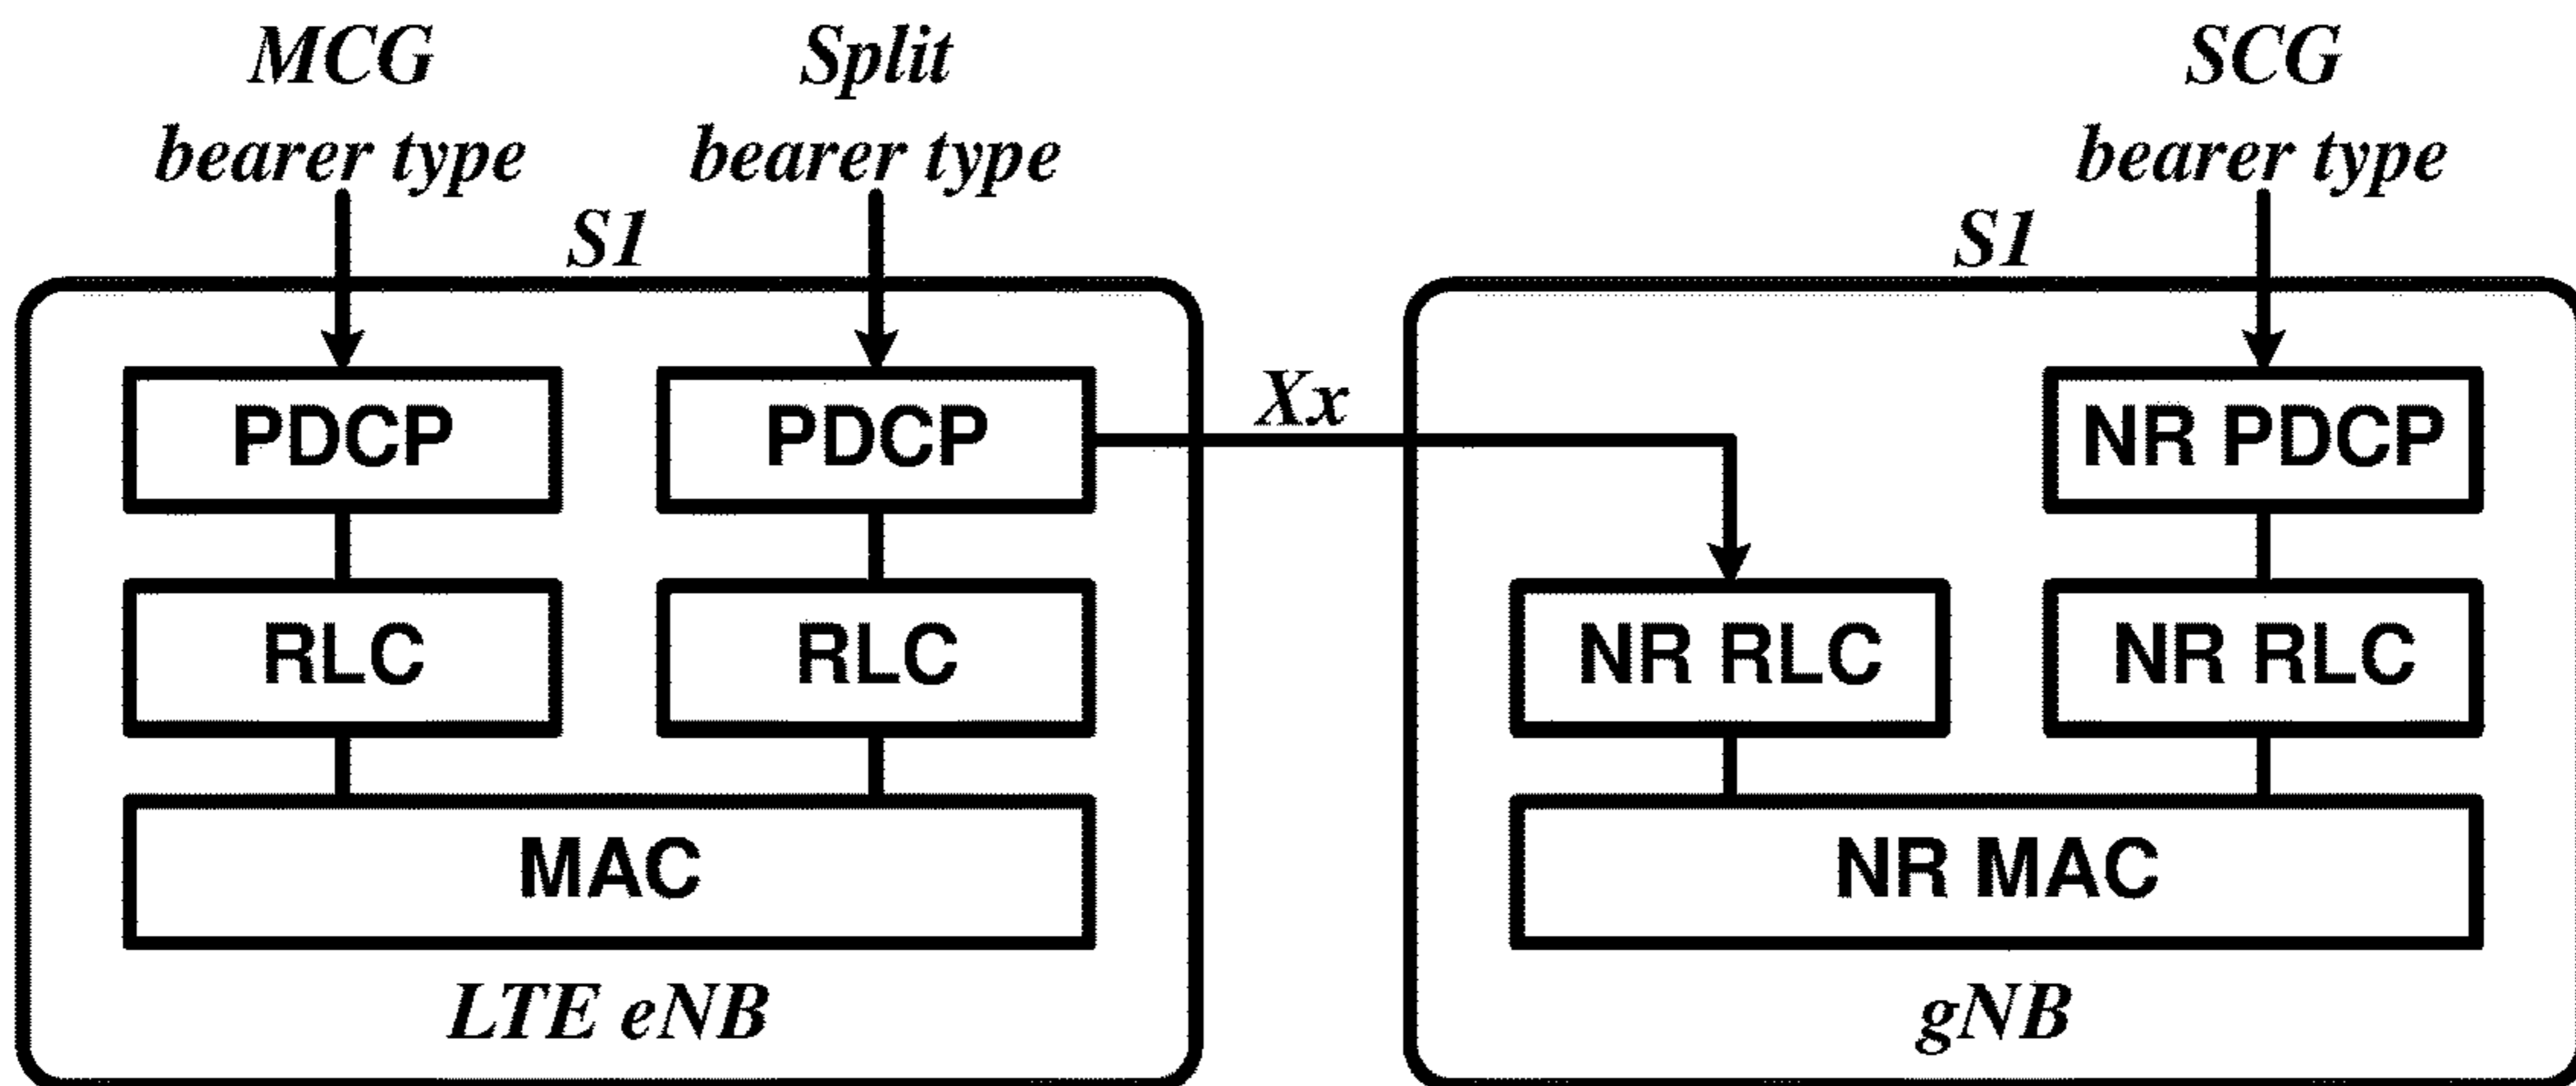 MCG
bearer type
Split
bearer type
SCG
bearer type
S1
S1
Xx
PDCP
PDCP
NR PDCP
RLC
RLC
NR RLC
NR RLC
MAC
NR MAC
LTE eNB
gNB